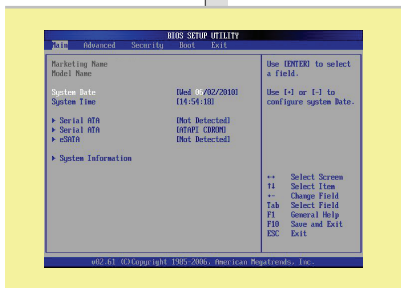 BIOS SETUP UTILITY
Main Advanced Security Boot Exit
Marketing Name
Model Name
System Date [Wed 06/02/2010]
System Time [14:54:18]
▶ Serial ATA [Not Detected]
▶ Serial ATA [ATAPI CDROM]
▶ eSATA [Not Detected]
▶ System Information
Use [ENTER] to select
a field.
Use [+] or [-] to
configure system Date.
↔ Select Screen
↑↓ Select Item
+- Change Field
Tab Select Field
F1 General Help
F10 Save and Exit
ESC Exit
v02.61 (C)Copyright 1985-2006, American Megatrends, Inc.